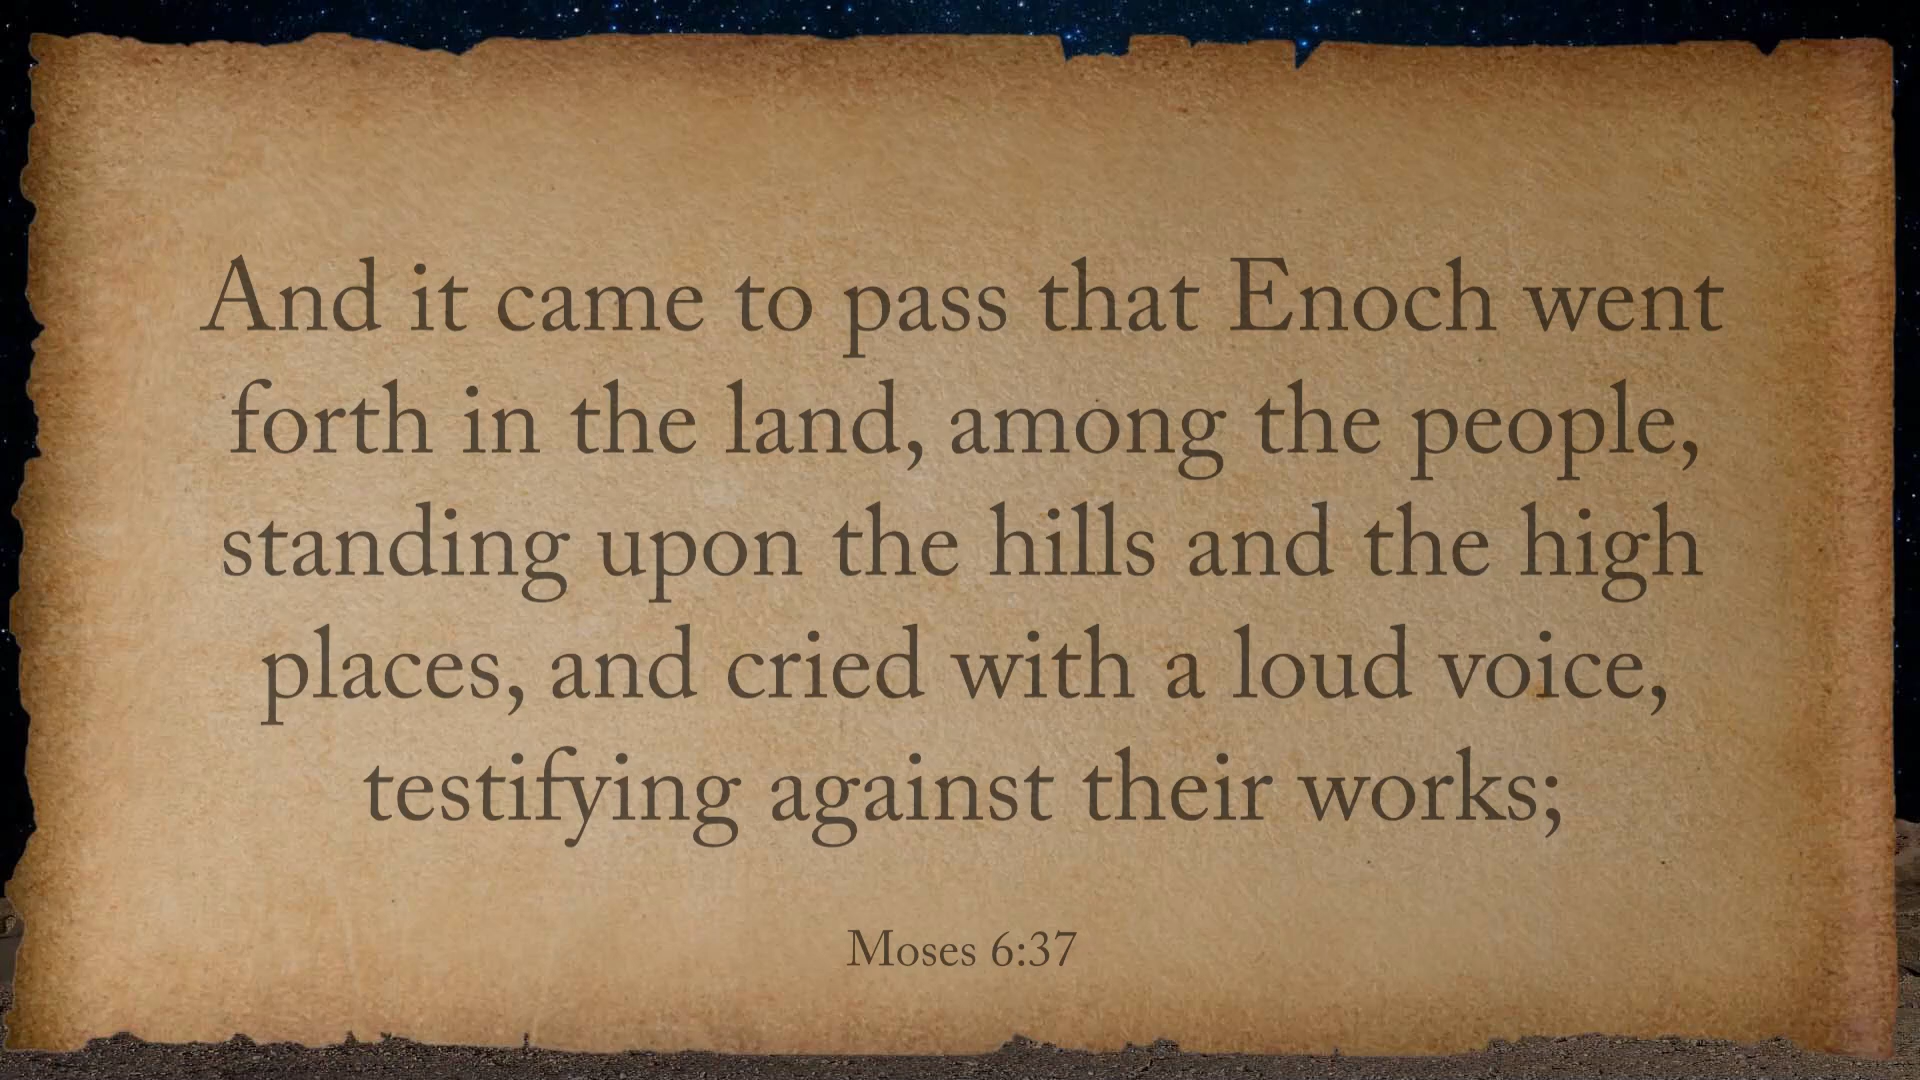 And it came to pass that Enoch went
forth in the land, among the people,
standing upon the hills and the high
places, and cried with a loud voice,
testifying against their works;
Moses 6:37